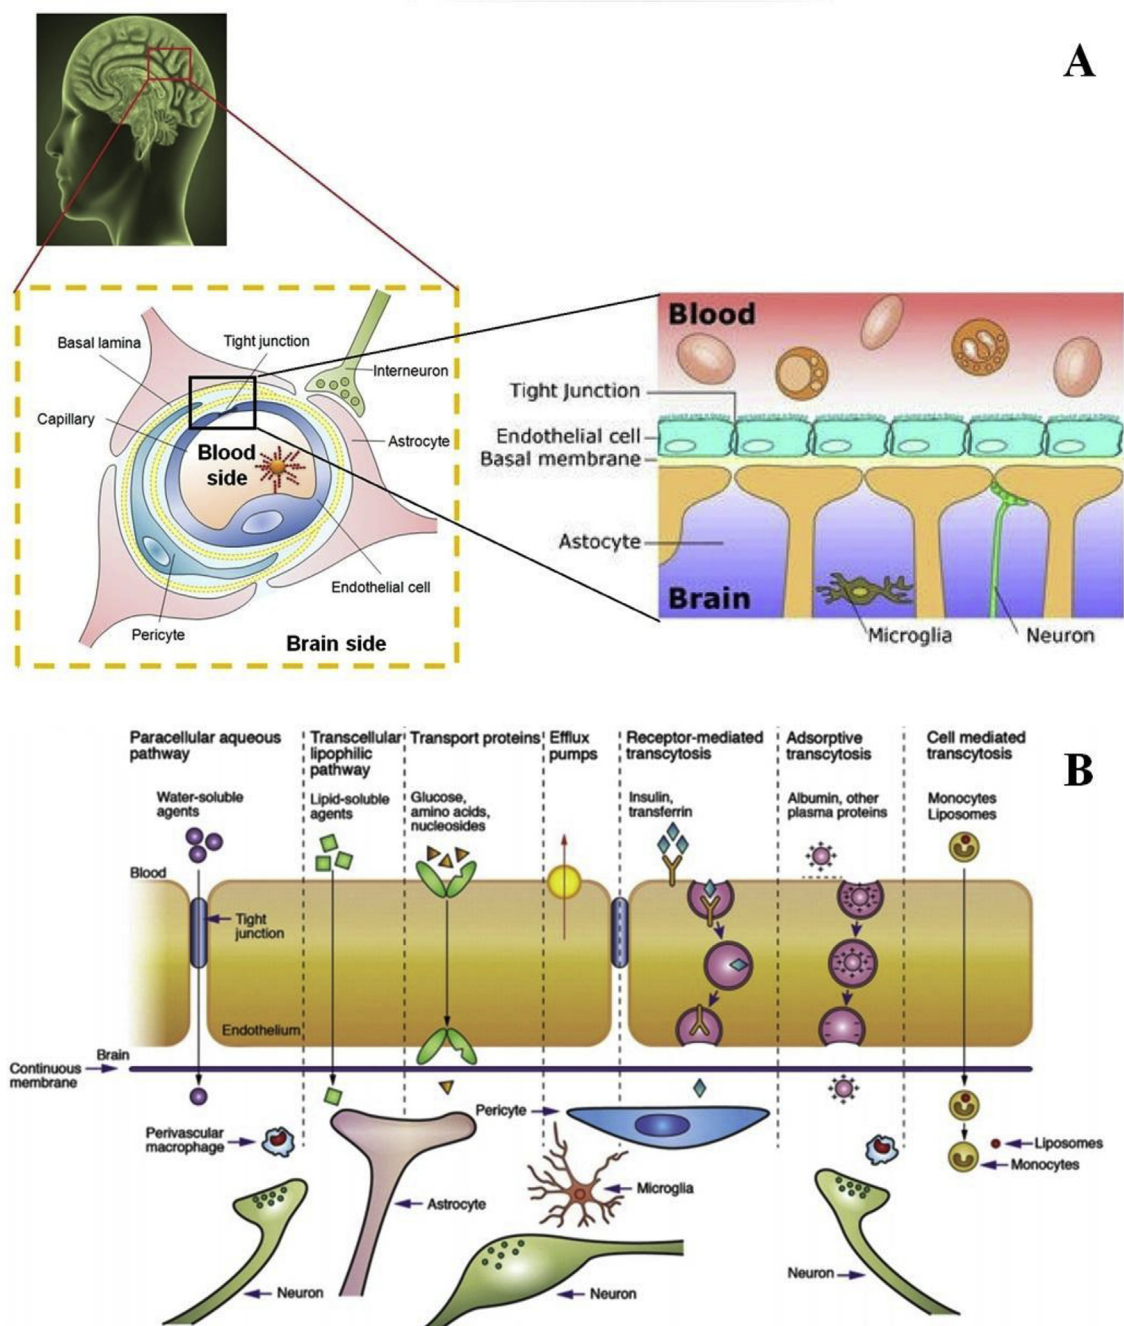 A
Basal lamina
Tight junction
Interneuron
Capillary
Blood
side
Astrocyte
Endothelial cell
Pericyte
Brain side
Blood
Tight Junction
Endothelial cell
Basal membrane
Astocyte
Brain
Microglia
Neuron
B
Paracellular aqueous
pathway
Transcellular
lipophilic
pathway
Transport proteins
Efflux
pumps
Receptor-mediated
transcytosis
Adsorptive
transcytosis
Cell mediated
transcytosis
Water-soluble
agents
Lipid-soluble
agents
Glucose,
amino acids,
nucleosides
Insulin,
transferrin
Albumin, other
plasma proteins
Monocytes
Liposomes
Blood
Tight
junction
Endothelium
Brain
Continuous
membrane
Pericyte
Perivascular
macrophage
Liposomes
Monocytes
Microglia
Astrocyte
Neuron
Neuron
Neuron